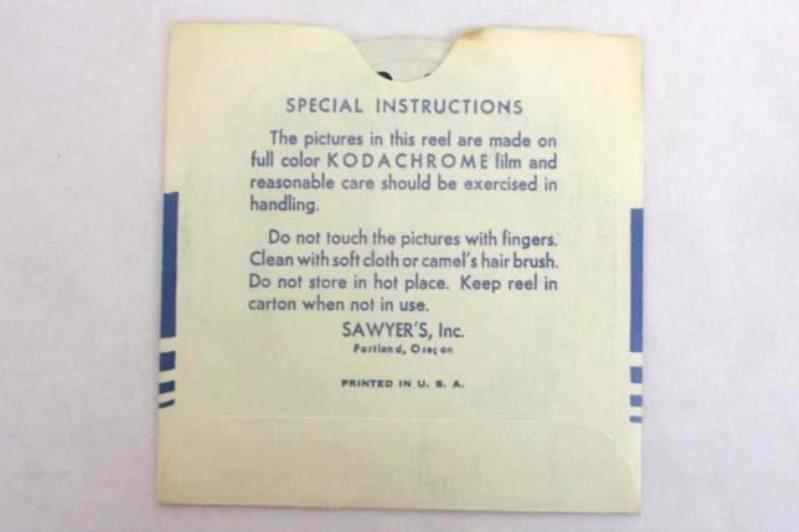 SPECIAL INSTRUCTIONS
The pictures in this reel are made on
full color KODACHROME film and
reasonable care should be exercised in
handling.
Do not touch the pictures with fingers.
Clean with soft cloth or camel's hair brush.
Do not store in hot place. Keep reel in
carton when not in use.
SAWYER'S, Inc.
Portland, Oregon
PRINTED IN U. S. A.